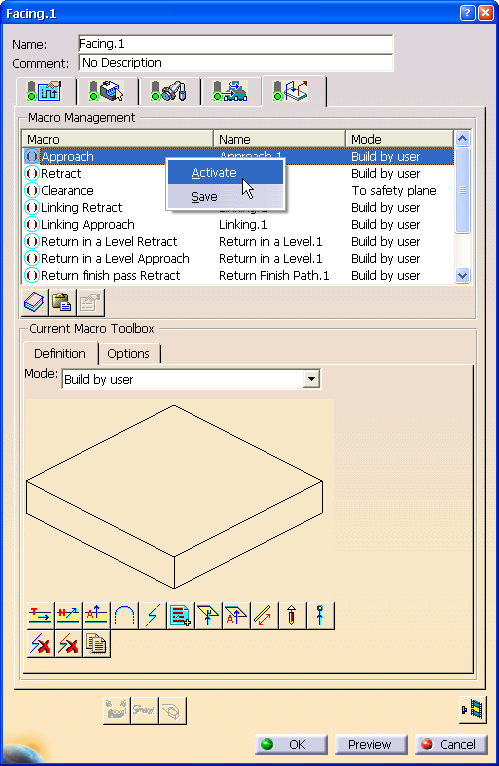 Facing.1
Name: Facing.1
Comment: No Description
Macro Management
Macro Name Mode
Approach Approach.1 Build by user
Retract Build by user
Clearance To safety plane
Linking Retract Linking.2 Build by user
Linking Approach Linking.1 Build by user
Return in a Level Retract Return in a Level.1 Build by user
Return in a Level Approach Return in a Level.1 Build by user
Return finish pass Retract Return Finish Path.1 Build by user
Activate
Save
Current Macro Toolbox
Definition Options
Mode: Build by user
OK Preview Cancel